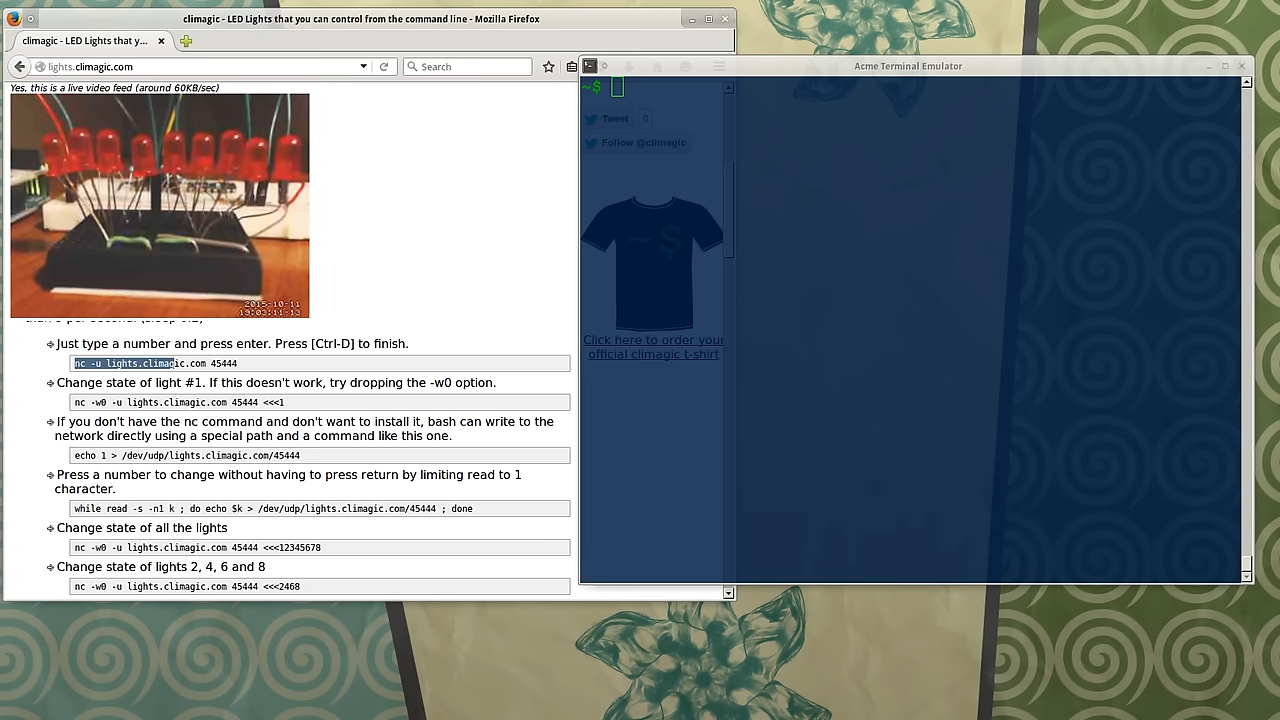 climagic - LED Lights that you can control from the command line - Mozilla Firefox
climagic - LED Lights that y...
lights.climagic.com
Search
Yes, this is a live video feed (around 60KB/sec)
2015-10-11
Just type a number and press enter. Press [Ctrl-D] to finish.
nc -u lights.climagic.com 45444
Change state of light #1. If this doesn't work, try dropping the -w0 option.
nc -w0 -u lights.climagic.com 45444 <<<1
If you don't have the nc command and don't want to install it, bash can write to the
network directly using a special path and a command like this one.
echo 1 > /dev/udp/lights.climagic.com/45444
Press a number to change without having to press return by limiting read to 1
character.
while read -s -n1 k ; do echo $k > /dev/udp/lights.climagic.com/45444 ; done
Change state of all the lights
nc -w0 -u lights.climagic.com 45444 <<<12345678
Change state of lights 2, 4, 6 and 8
nc -w0 -u lights.climagic.com 45444 <<<2468
Acme Terminal Emulator
~$
Tweet 0
Follow @climagic
$
Click here to order your
official climagic t-shirt